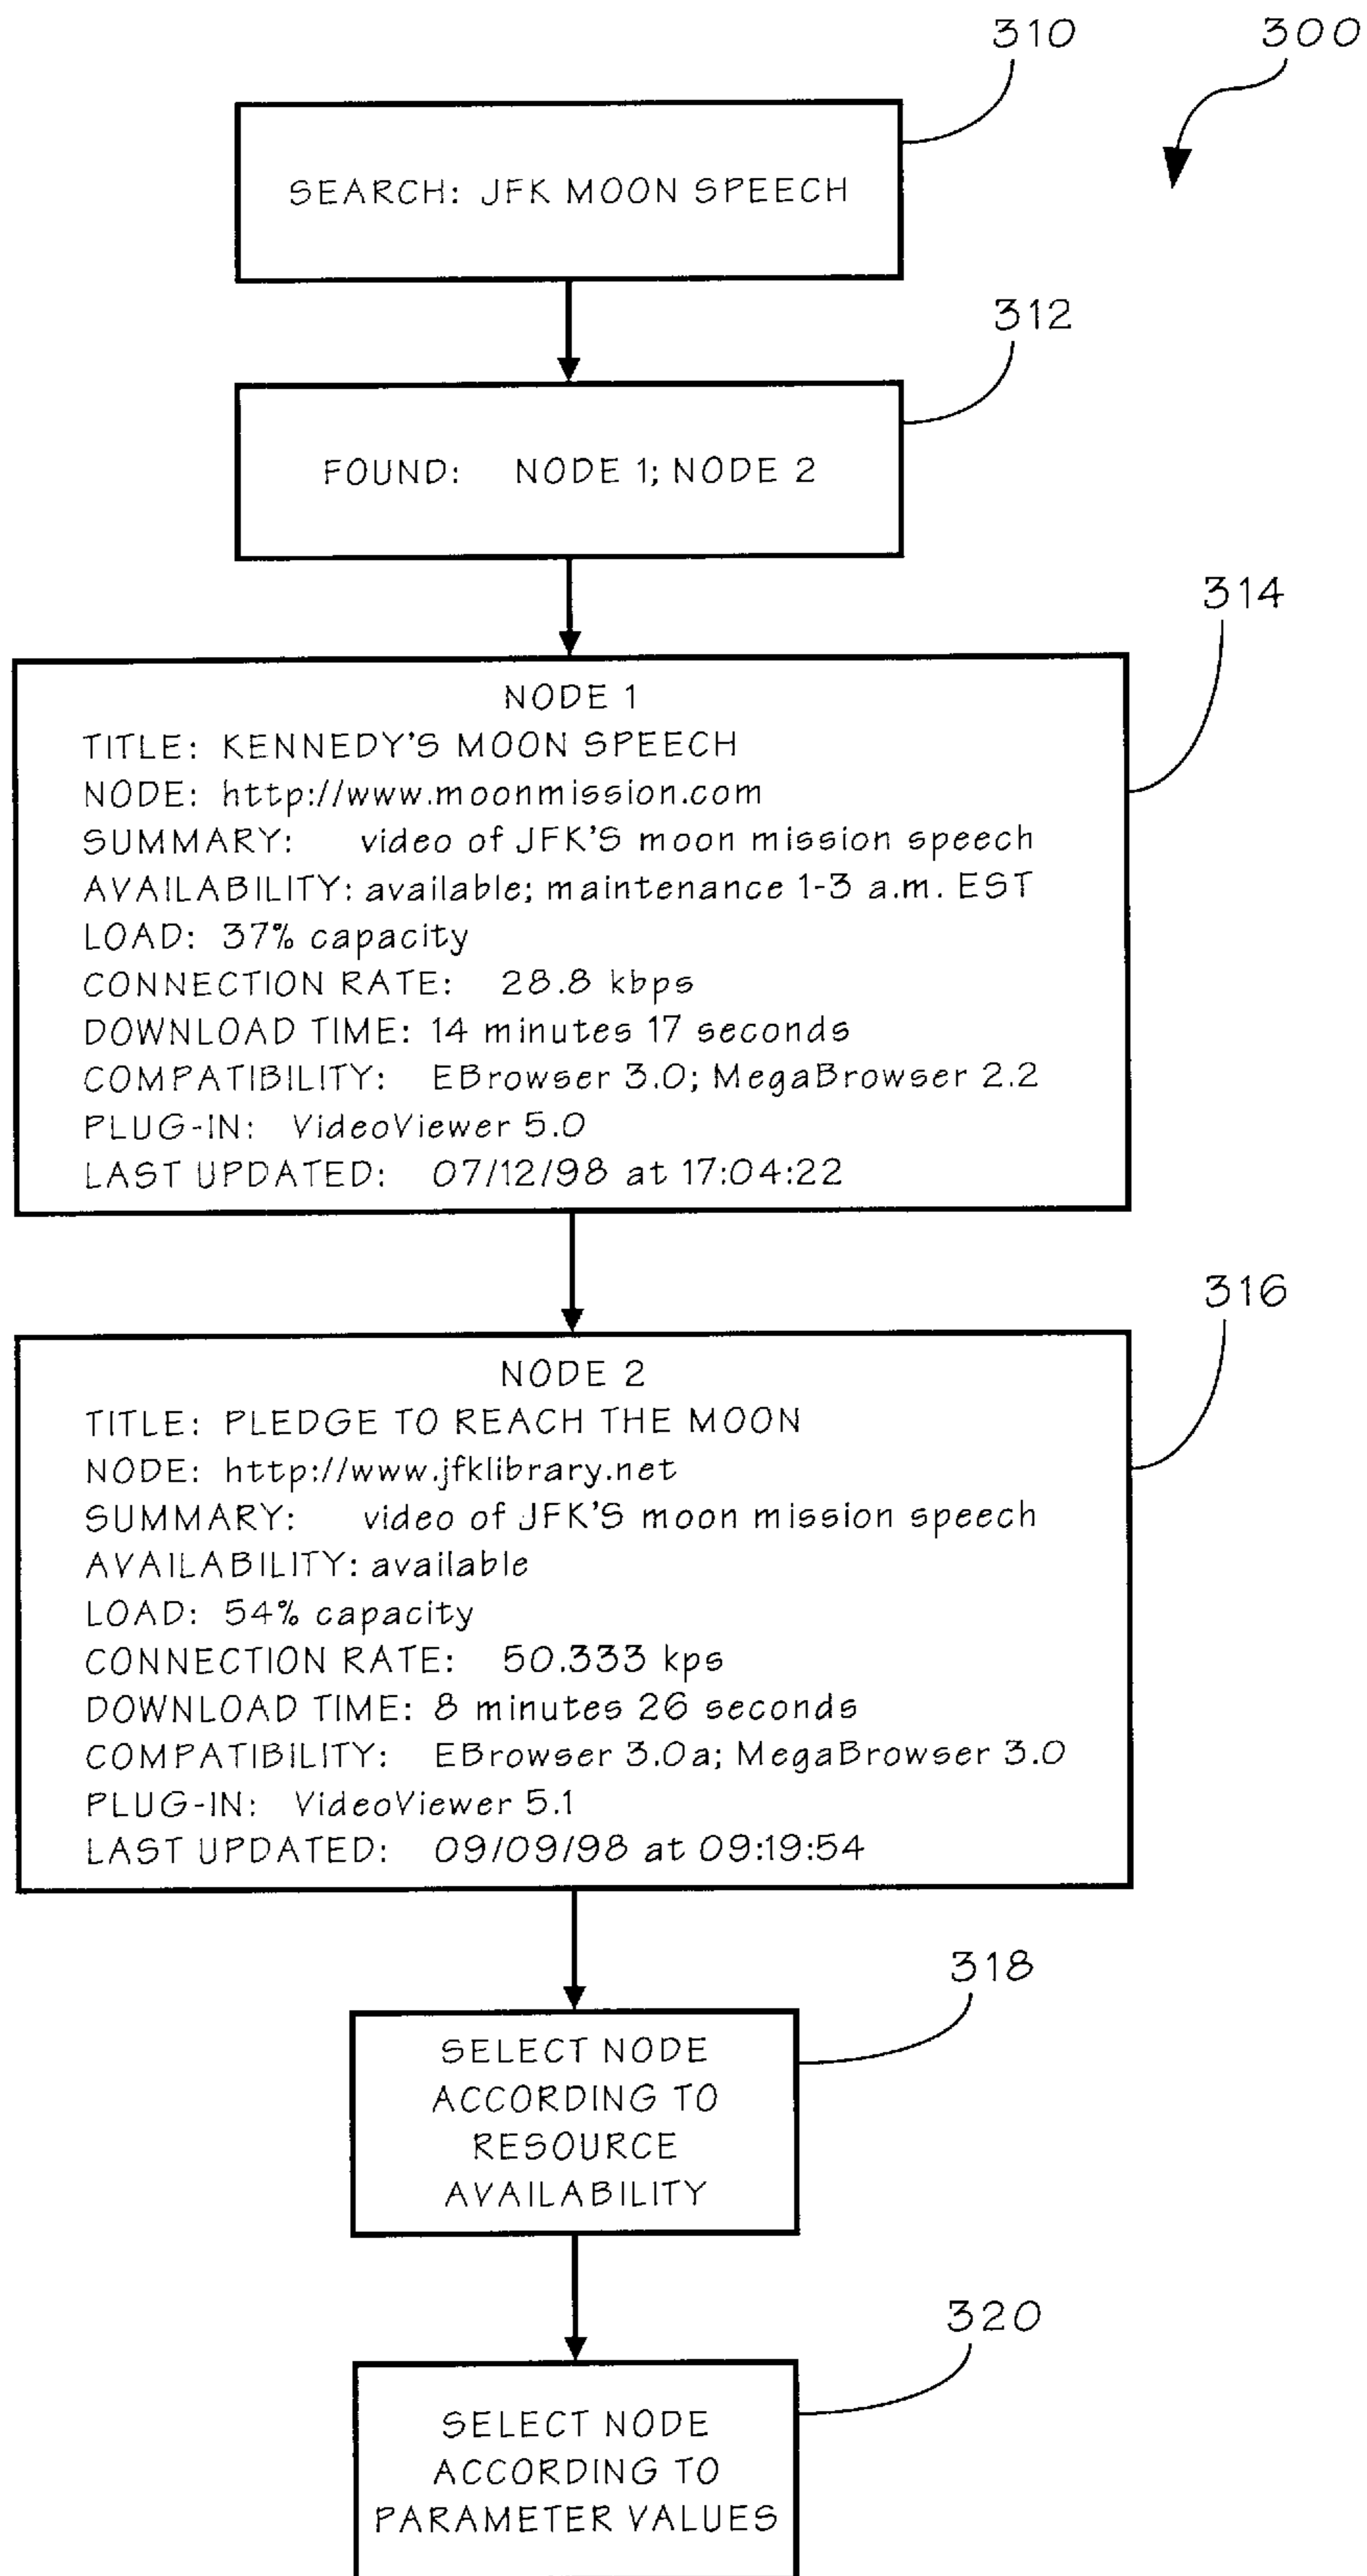 310
300
SEARCH: JFK MOON SPEECH
312
FOUND: NODE 1; NODE 2
314
NODE 1
TITLE: KENNEDY'S MOON SPEECH
NODE: http://www.moonmission.com
SUMMARY: video of JFK'S moon mission speech
AVAILABILITY: available; maintenance 1-3 a.m. EST
LOAD: 37% capacity
CONNECTION RATE: 28.8 kbps
DOWNLOAD TIME: 14 minutes 17 seconds
COMPATIBILITY: EBrowser 3.0; MegaBrowser 2.2
PLUG-IN: VideoViewer 5.0
LAST UPDATED: 07/12/98 at 17:04:22
316
NODE 2
TITLE: PLEDGE TO REACH THE MOON
NODE: http://www.jfklibrary.net
SUMMARY: video of JFK'S moon mission speech
AVAILABILITY: available
LOAD: 54% capacity
CONNECTION RATE: 50.333 kps
DOWNLOAD TIME: 8 minutes 26 seconds
COMPATIBILITY: EBrowser 3.0a; MegaBrowser 3.0
PLUG-IN: VideoViewer 5.1
LAST UPDATED: 09/09/98 at 09:19:54
318
SELECT NODE
ACCORDING TO
RESOURCE
AVAILABILITY
320
SELECT NODE
ACCORDING TO
PARAMETER VALUES